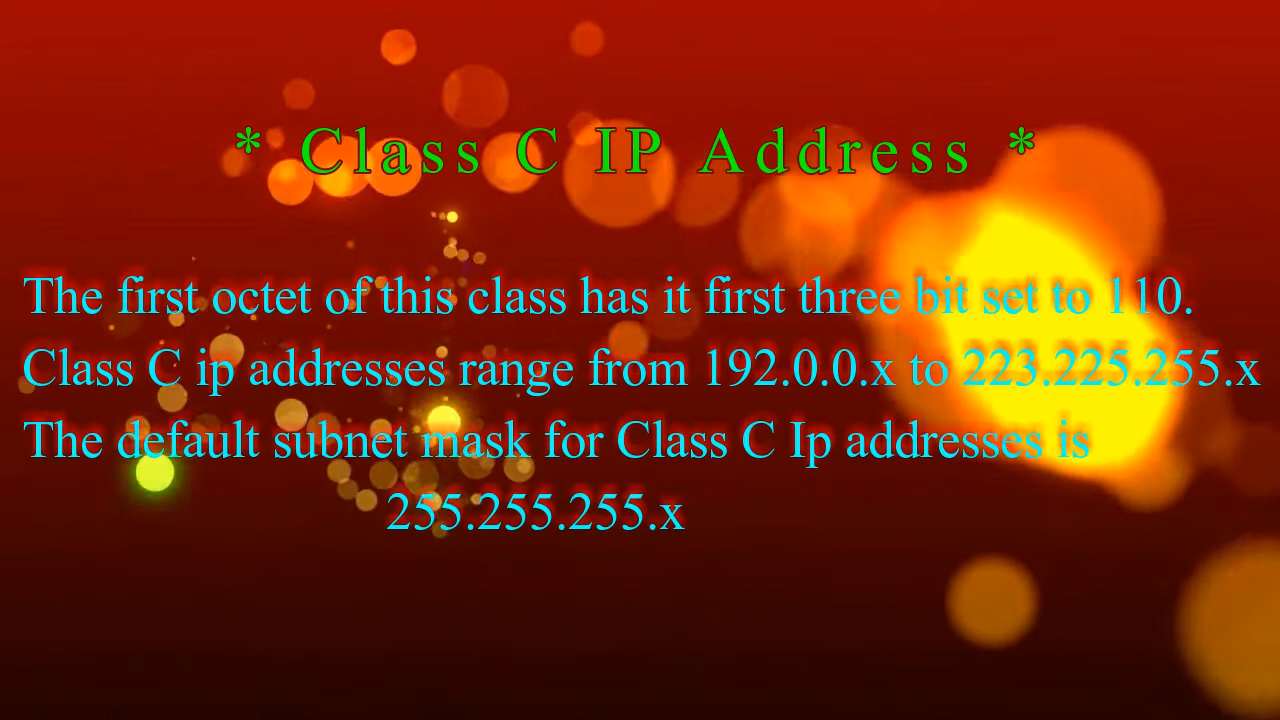 * Class C IP Address *
The first octet of this class has it first three bit set to 110.
Class C ip addresses range from 192.0.0.x to 223.225.255.x
The default subnet mask for Class C Ip addresses is
255.255.255.x